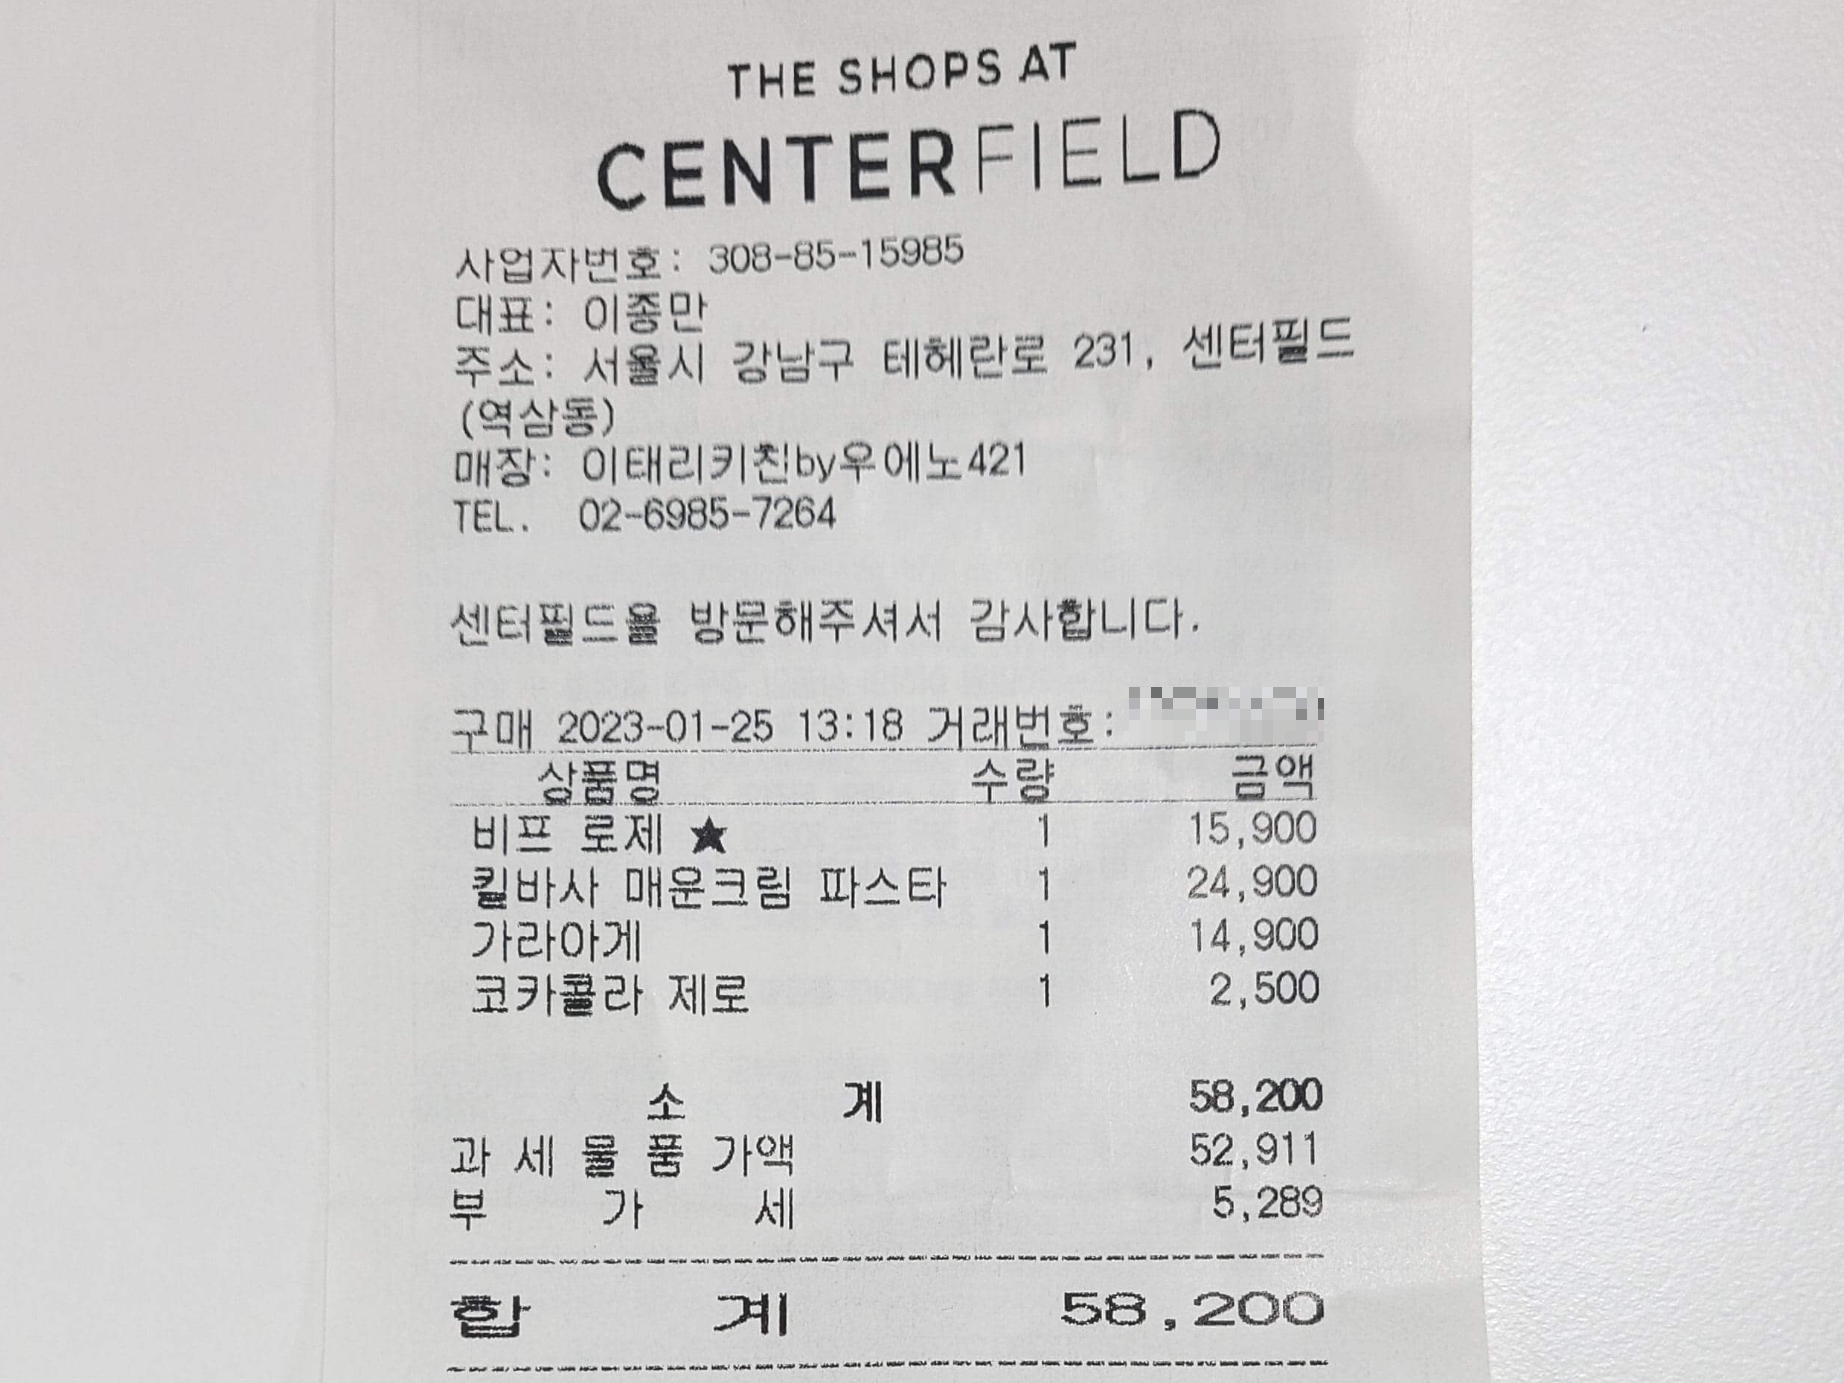 THE SHOPS AT
CENTERFIELD
사업자번호: 308-85-15985
대표: 이종만
주소: 서울시 강남구 테헤란로 231, 센터필드
(역삼동)
매장: 이태리키친by우에노421
TEL. 02-6985-7264
센터필드을 방문해주셔서 감사합니다.
구매 2023-01-25 13:18 거래번호:
상품명 수량 금액
비프 로제 ★ 1 15,900
킬바사 매운크림 파스타 1 24,900
가라아게 1 14,900
코카콜라 제로 1 2,500
소 계 58,200
과 세 물 품 가액 52,911
부 가 세 5,289
합 계 58,200